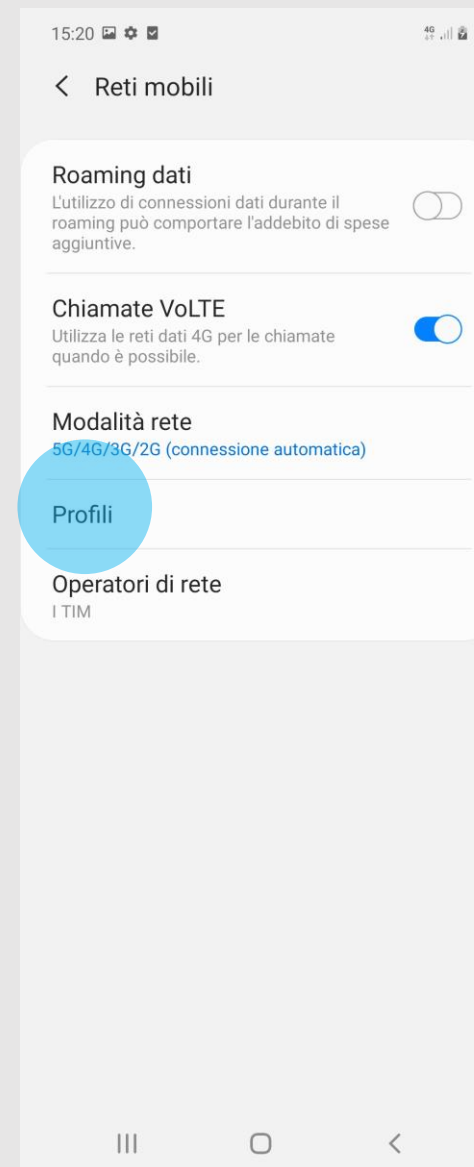 15:20
4G
Reti mobili
Roaming dati
L'utilizzo di connessioni dati durante il
roaming può comportare l'addebito di spese
aggiuntive.
Chiamate VoLTE
Utilizza le reti dati 4G per le chiamate
quando è possibile.
Modalità rete
5G/4G/3G/2G (connessione automatica)
Profili
Operatori di rete
I TIM